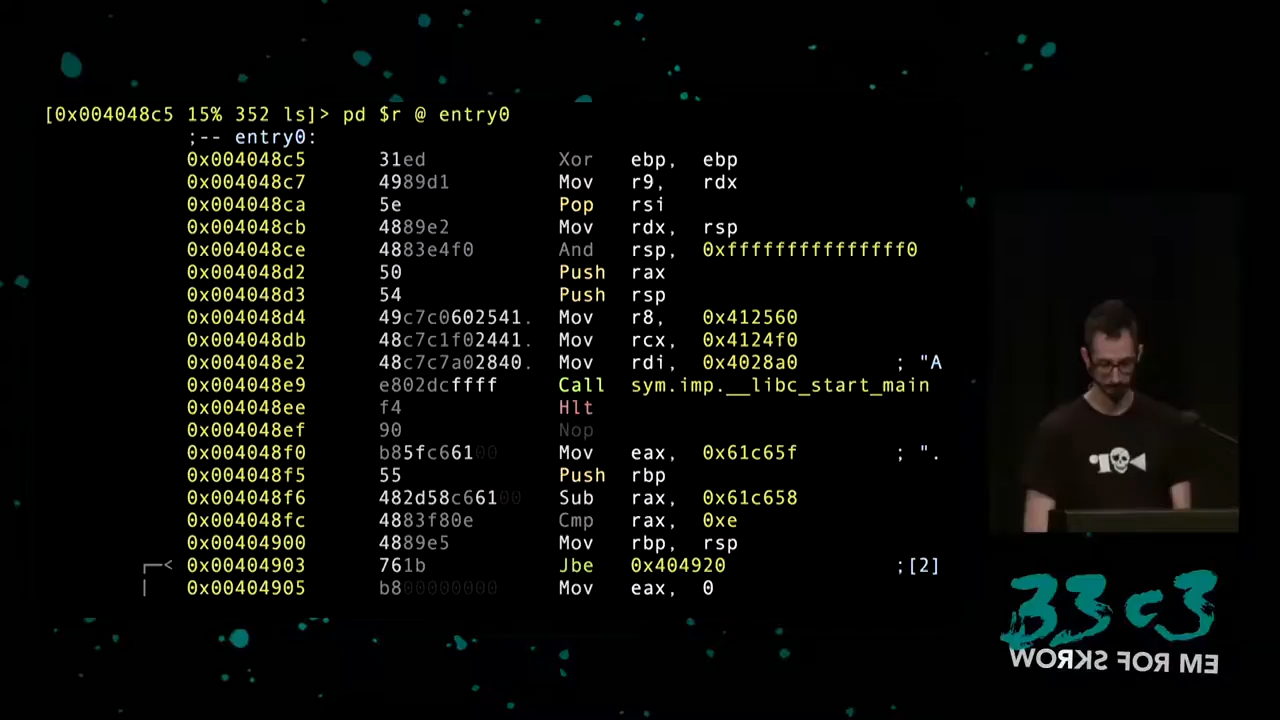 [0x004048c5 15% 352 ls]> pd $r @ entry0
;-- entry0:
0x004048c5 31ed Xor ebp, ebp
0x004048c7 4989d1 Mov r9, rdx
0x004048ca 5e Pop rsi
0x004048cb 4889e2 Mov rdx, rsp
0x004048ce 4883e4f0 And rsp, 0xfffffffffffffff0
0x004048d2 50 Push rax
0x004048d3 54 Push rsp
0x004048d4 49c7c0602541. Mov r8, 0x412560
0x004048db 48c7c1f02441. Mov rcx, 0x4124f0
0x004048e2 48c7c7a02840. Mov rdi, 0x4028a0 ; "A
0x004048e9 e802dcffff Call sym.imp.__libc_start_main
0x004048ee f4 Hlt
0x004048ef 90 Nop
0x004048f0 b85fc66100 Mov eax, 0x61c65f ; ".
0x004048f5 55 Push rbp
0x004048f6 482d58c66100 Sub rax, 0x61c658
0x004048fc 4883f80e Cmp rax, 0xe
0x00404900 4889e5 Mov rbp, rsp
0x00404903 761b Jbe 0x404920 ;[2]
0x00404905 b800000000 Mov eax, 0
33c3
WORKS FOR ME